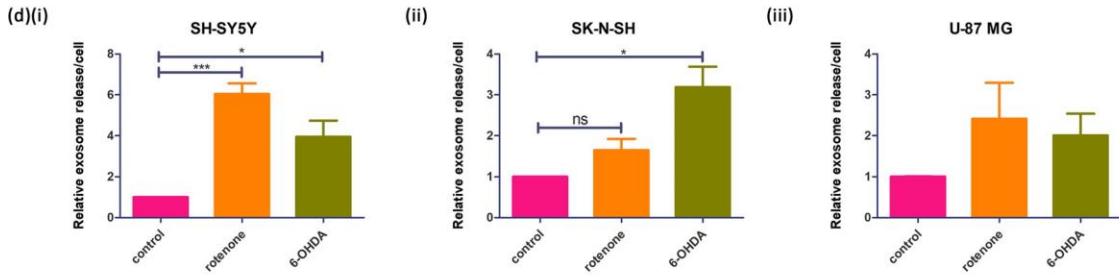 (d)(i)
SH-SY5Y
Relative exosome release/cell
8
6
4
2
0
*
***
control
rotenone
6-OHDA
(ii)
SK-N-SH
Relative exosome release/cell
4
3
2
1
0
*
ns
control
rotenone
6-OHDA
(iii)
U-87 MG
Relative exosome release/cell
4
3
2
1
0
control
rotenone
6-OHDA